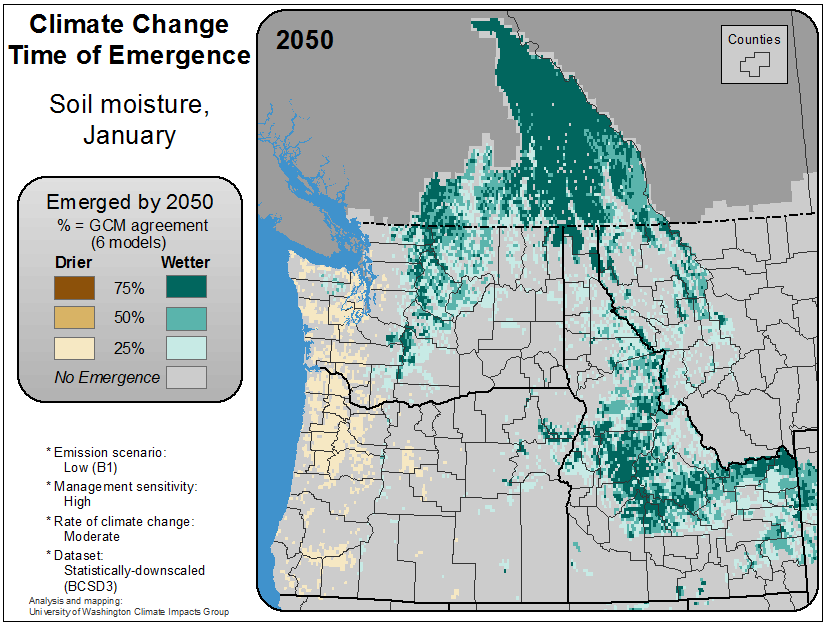 Climate Change
Time of Emergence
Soil moisture,
January
Emerged by 2050
% = GCM agreement
(6 models)
Drier Wetter
75%
50%
25%
No Emergence
* Emission scenario:
Low (B1)
* Management sensitivity:
High
* Rate of climate change:
Moderate
* Dataset:
Statistically-downscaled
(BCSD3)
Analysis and mapping:
University of Washington Climate Impacts Group
2050
Counties